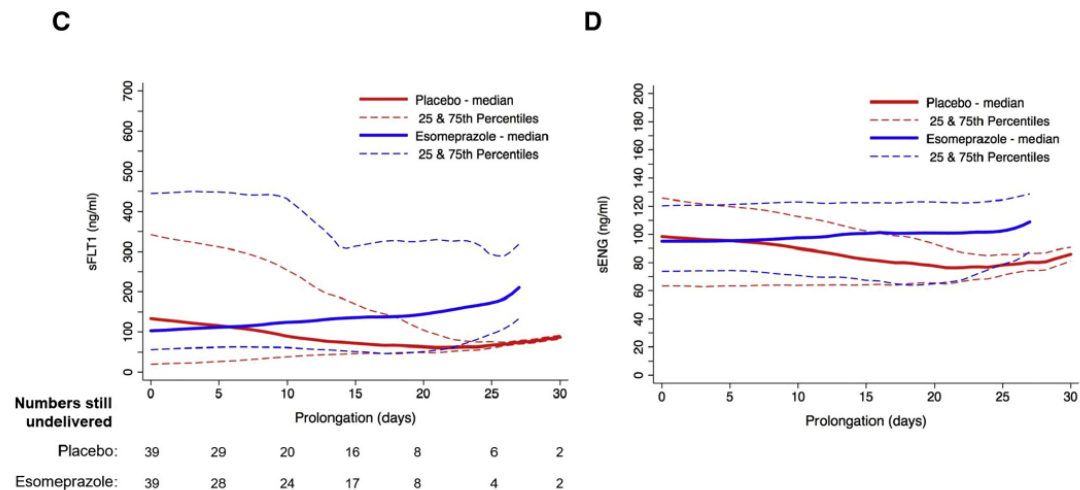 C
700
600
500
400
300
200
100
0
sFLT1 (ng/ml)
Placebo - median
25 & 75th Percentiles
Esomeprazole - median
25 & 75th Percentiles
0 5 10 15 20 25 30
Prolongation (days)
Numbers still
undelivered
Placebo: 39 29 20 16 8 6 2
Esomeprazole: 39 28 24 17 8 4 2
D
200
180
160
140
120
100
80
60
40
20
0
sENG (ng/ml)
Placebo - median
25 & 75th Percentiles
Esomeprazole - median
25 & 75th Percentiles
0 5 10 15 20 25 30
Prolongation (days)